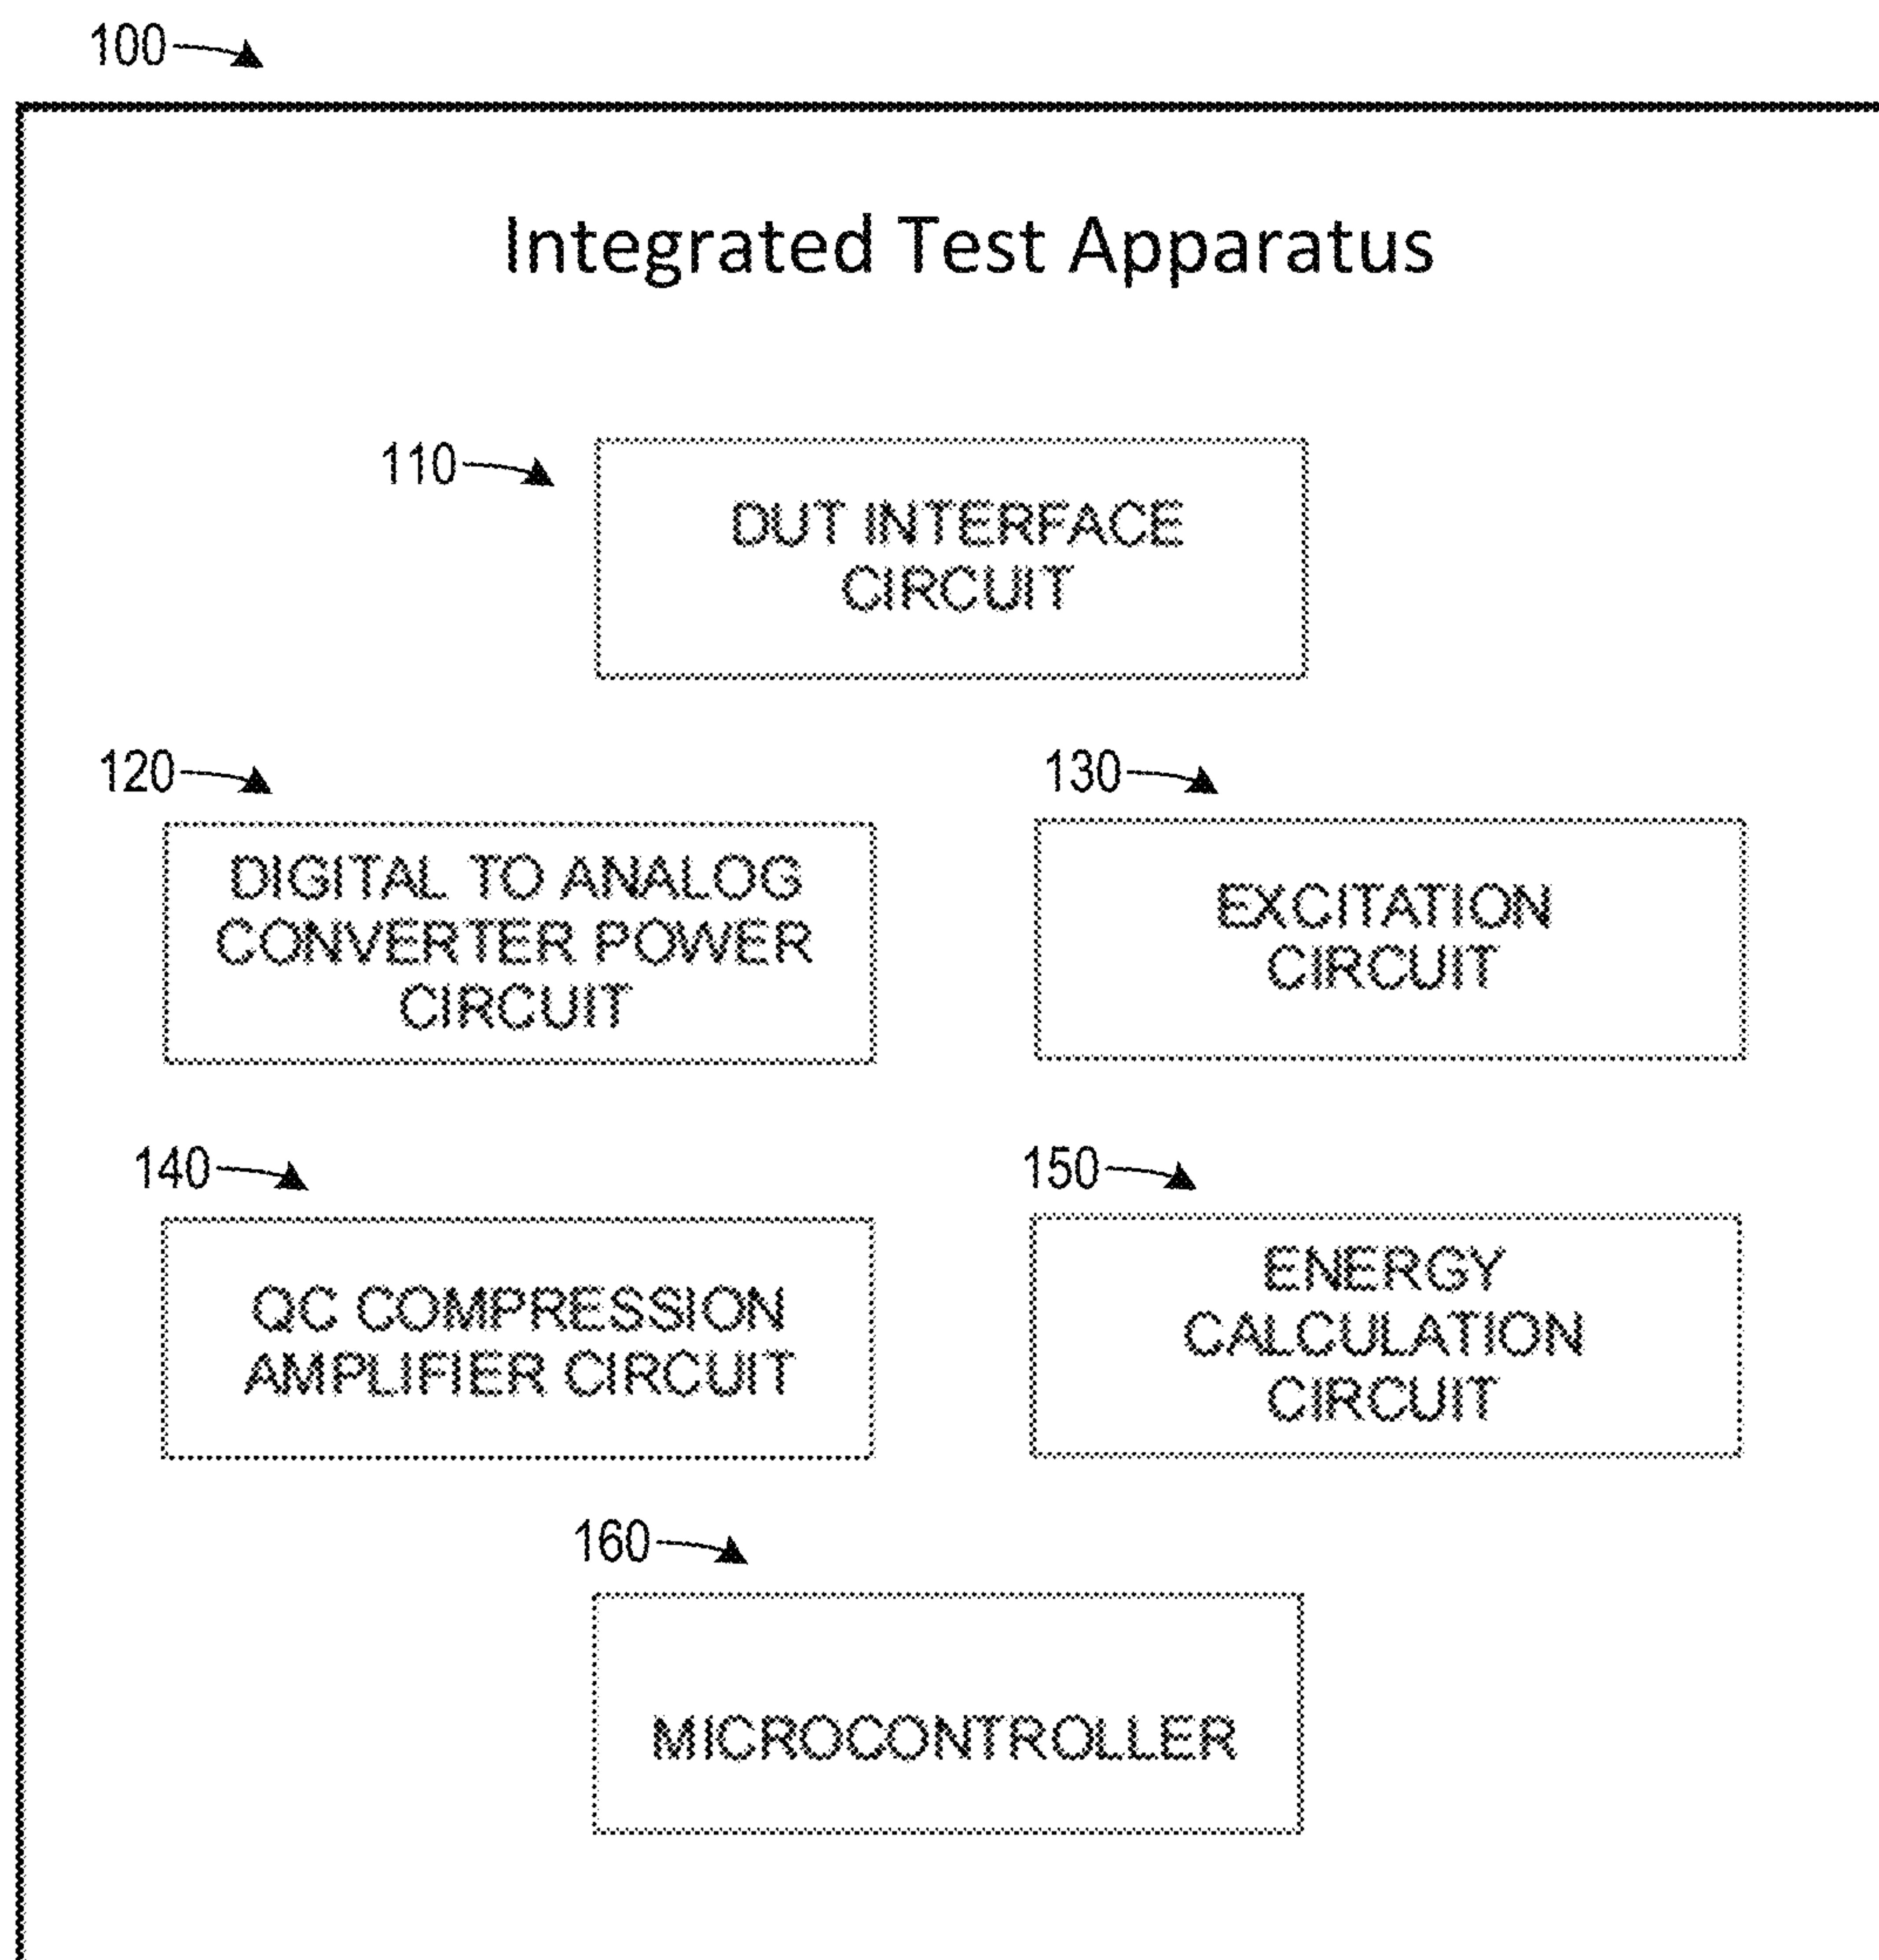 100
Integrated Test Apparatus
110
DUT INTERFACE
CIRCUIT
120
DIGITAL TO ANALOG
CONVERTER POWER
CIRCUIT
130
EXCITATION
CIRCUIT
140
QC COMPRESSION
AMPLIFIER CIRCUIT
150
ENERGY
CALCULATION
CIRCUIT
160
MICROCONTROLLER